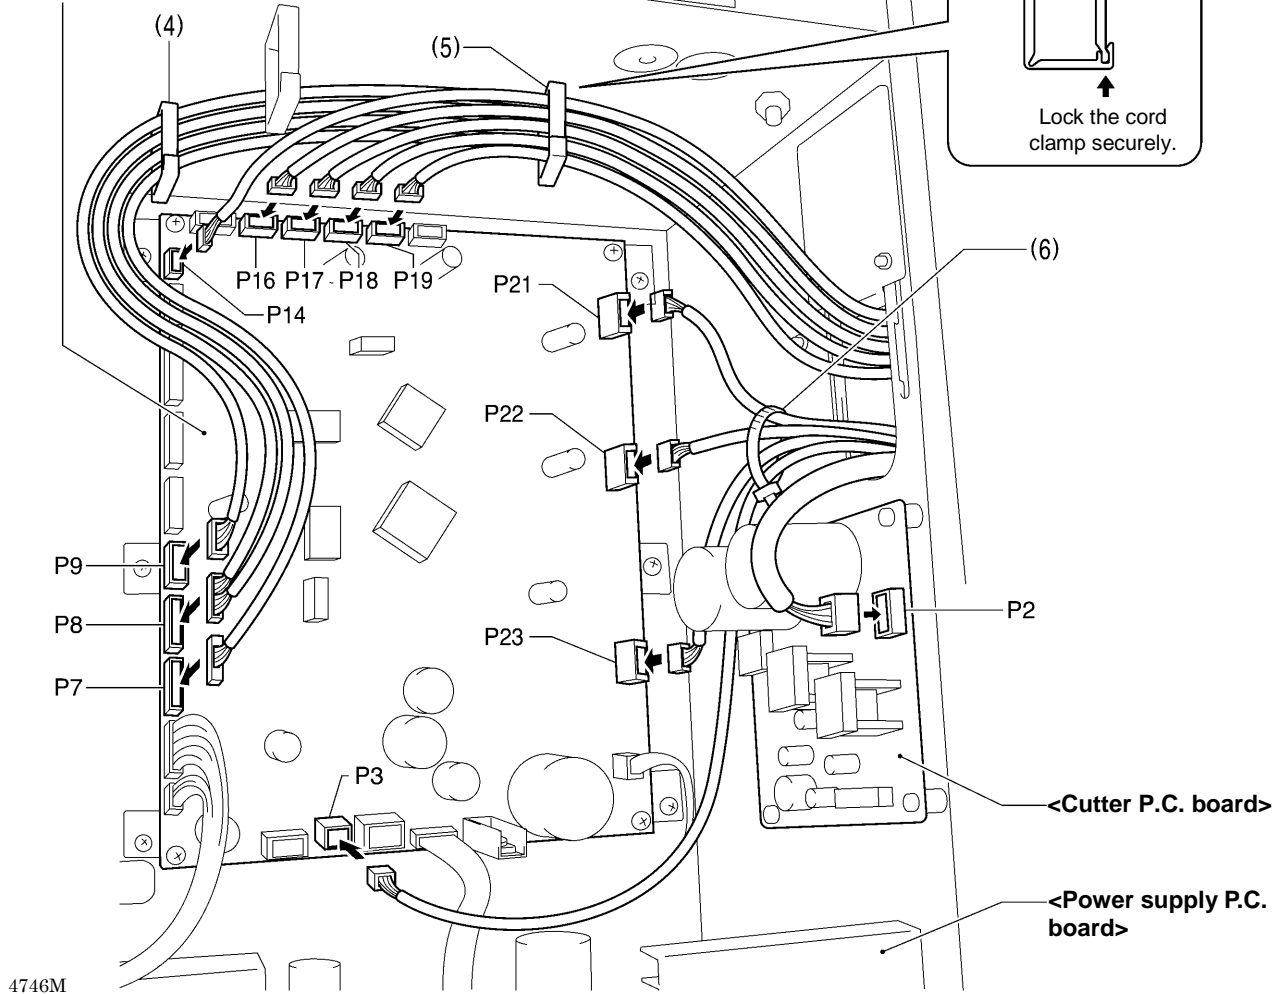 (4)
(5)
Lock the cord
clamp securely.
(6)
P16 P17 P18 P19
P21
P14
P22
P9
P8
P2
P23
P7
P3
<Cutter P.C. board>
<Power supply P.C.
board>
4746M